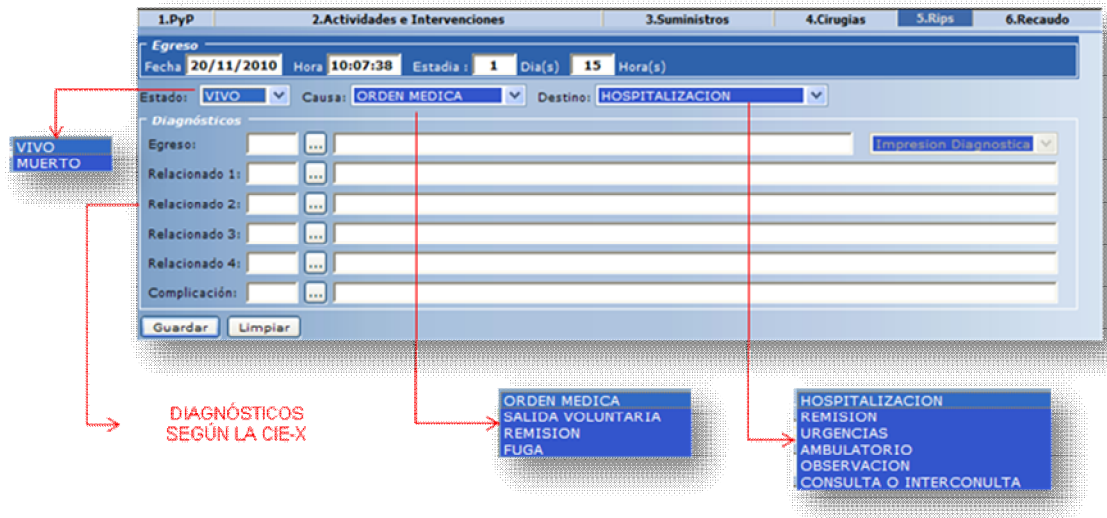 1.PyP 2.Actividades e Intervenciones 3.Suministros 4.Cirugias 5.Rips 6.Recaudo
Egreso
Fecha 20/11/2010 Hora 10:07:38 Estadia : 1 Dia(s) 15 Hora(s)
Estado: VIVO Causa: ORDEN MEDICA Destino: HOSPITALIZACION
Diagnósticos
Egreso: ... Impresion Diagnostica
Relacionado 1: ...
Relacionado 2: ...
Relacionado 3: ...
Relacionado 4: ...
Complicación: ...
Guardar Limpiar
VIVO
MUERTO
DIAGNÓSTICOS
SEGÚN LA CIE-X
ORDEN MEDICA
SALIDA VOLUNTARIA
REMISION
FUGA
HOSPITALIZACION
REMISION
URGENCIAS
AMBULATORIO
OBSERVACION
CONSULTA O INTERCONULTA